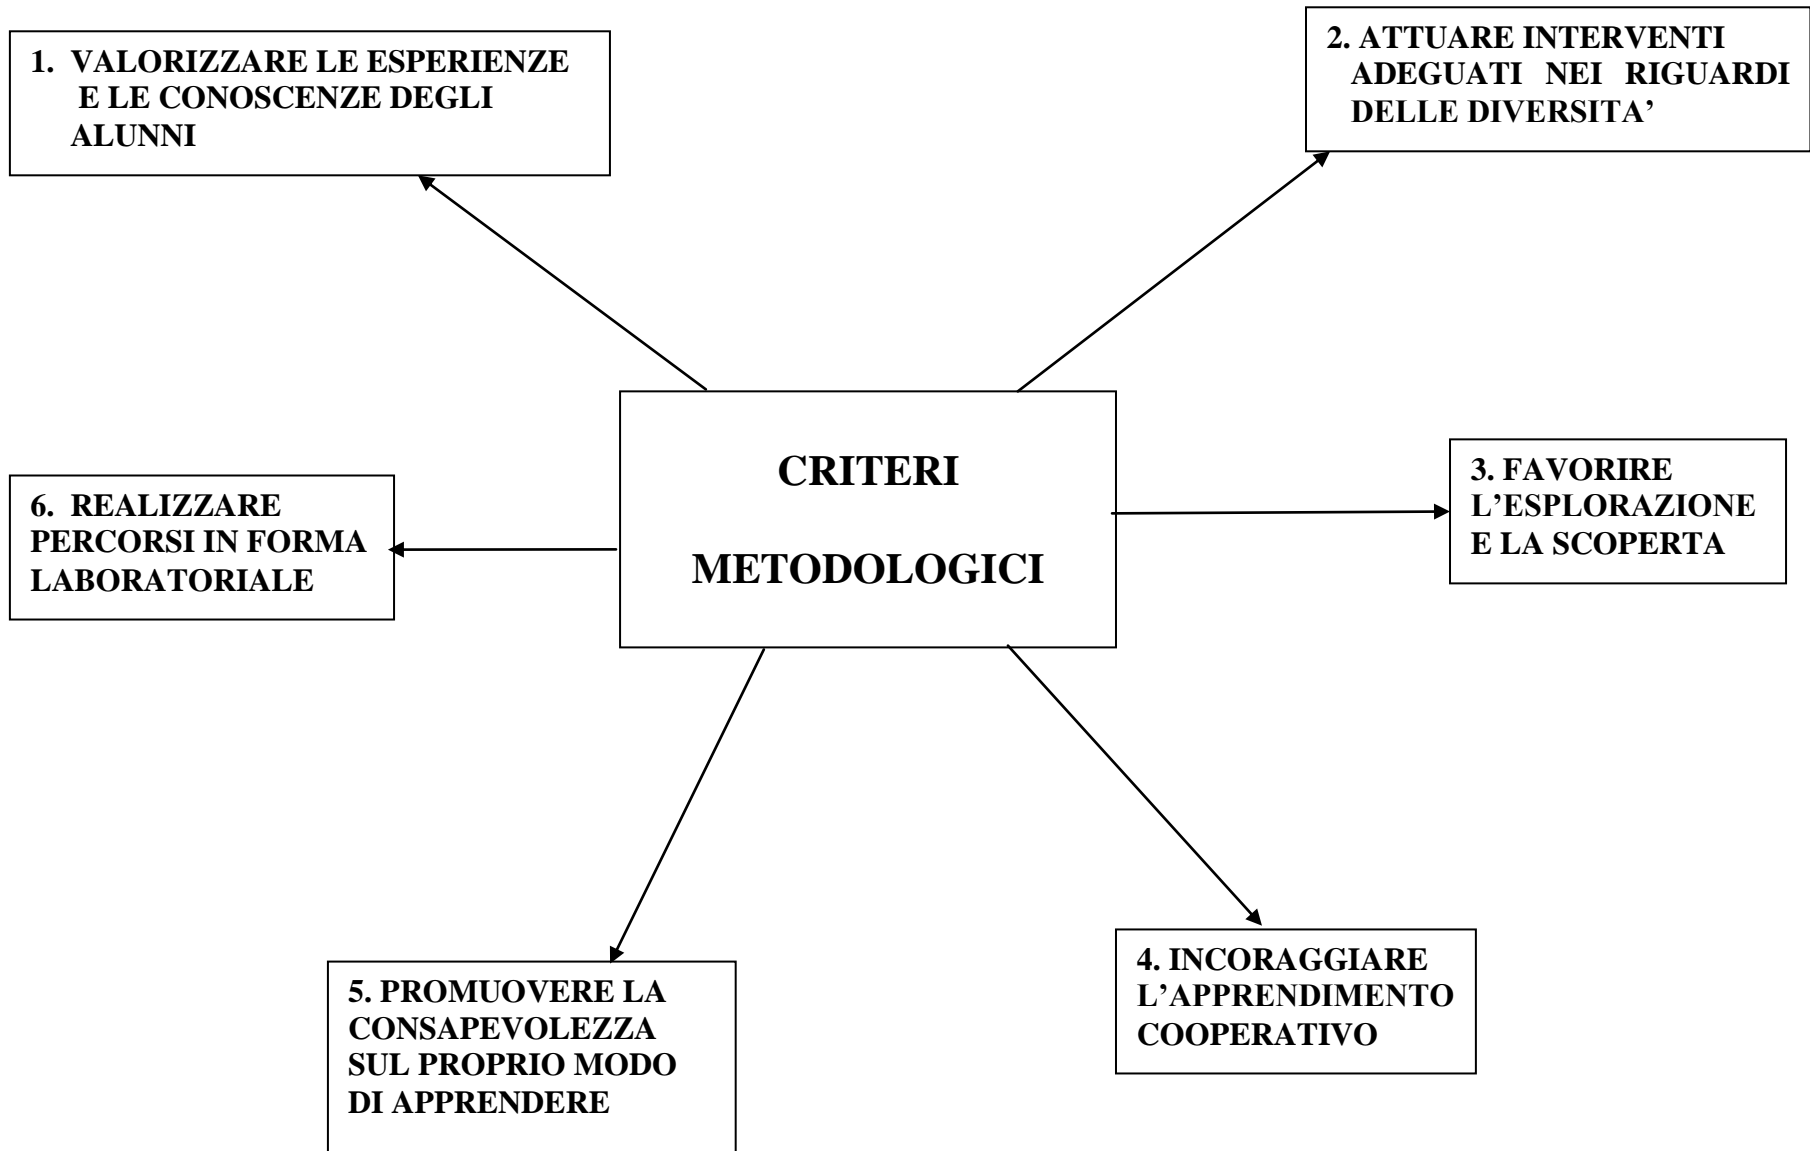 1. VALORIZZARE LE ESPERIENZE
E LE CONOSCENZE DEGLI
ALUNNI
2. ATTUARE INTERVENTI
ADEGUATI NEI RIGUARDI
DELLE DIVERSITA’
CRITERI
METODOLOGICI
3. FAVORIRE
L’ESPLORAZIONE
E LA SCOPERTA
4. INCORAGGIARE
L’APPRENDIMENTO
COOPERATIVO
5. PROMUOVERE LA
CONSAPEVOLEZZA
SUL PROPRIO MODO
DI APPRENDERE
6. REALIZZARE
PERCORSI IN FORMA
LABORATORIALE